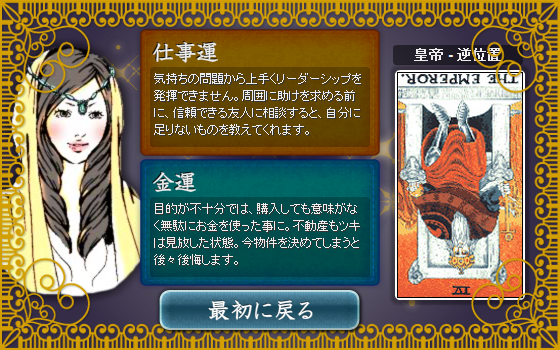 仕事運
気持ちの問題から上手くリーダーシップを
発揮できません。周囲に助けを求める前
に、信頼できる友人に相談すると、自分に
足りないものを教えてくれます。
皇帝 - 逆位置
THE EMPEROR.
IV
金運
目的が不十分では、購入しても意味がな
く無駄にお金を使った事に。不動産もツキ
は見放した状態。今物件を決めてしまうと
後々後悔します。
最初に戻る